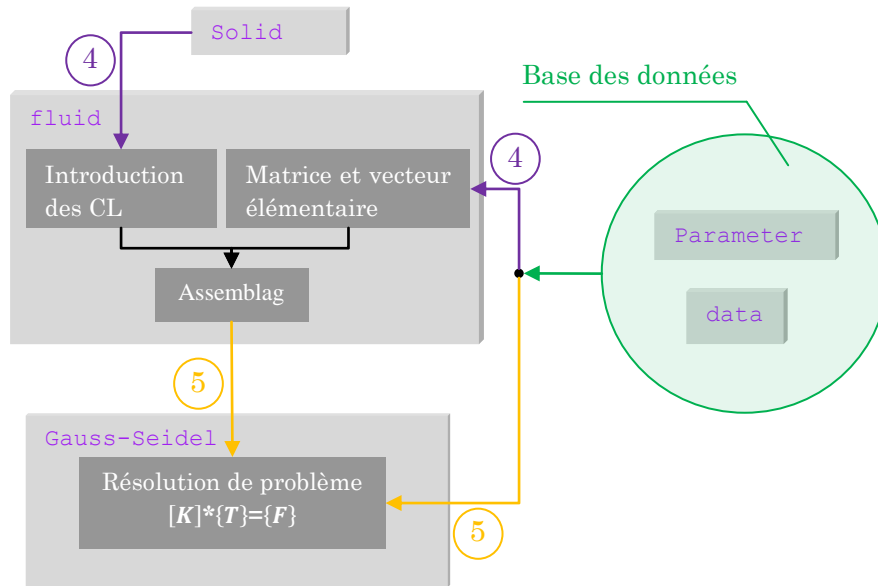 Solid
4
Base des données
fluid
4
Introduction
des CL
Matrice et vecteur
élémentaire
Parameter
Assemblag
data
5
Gauss-Seidel
Résolution de problème
[K]*{T}={F}
5